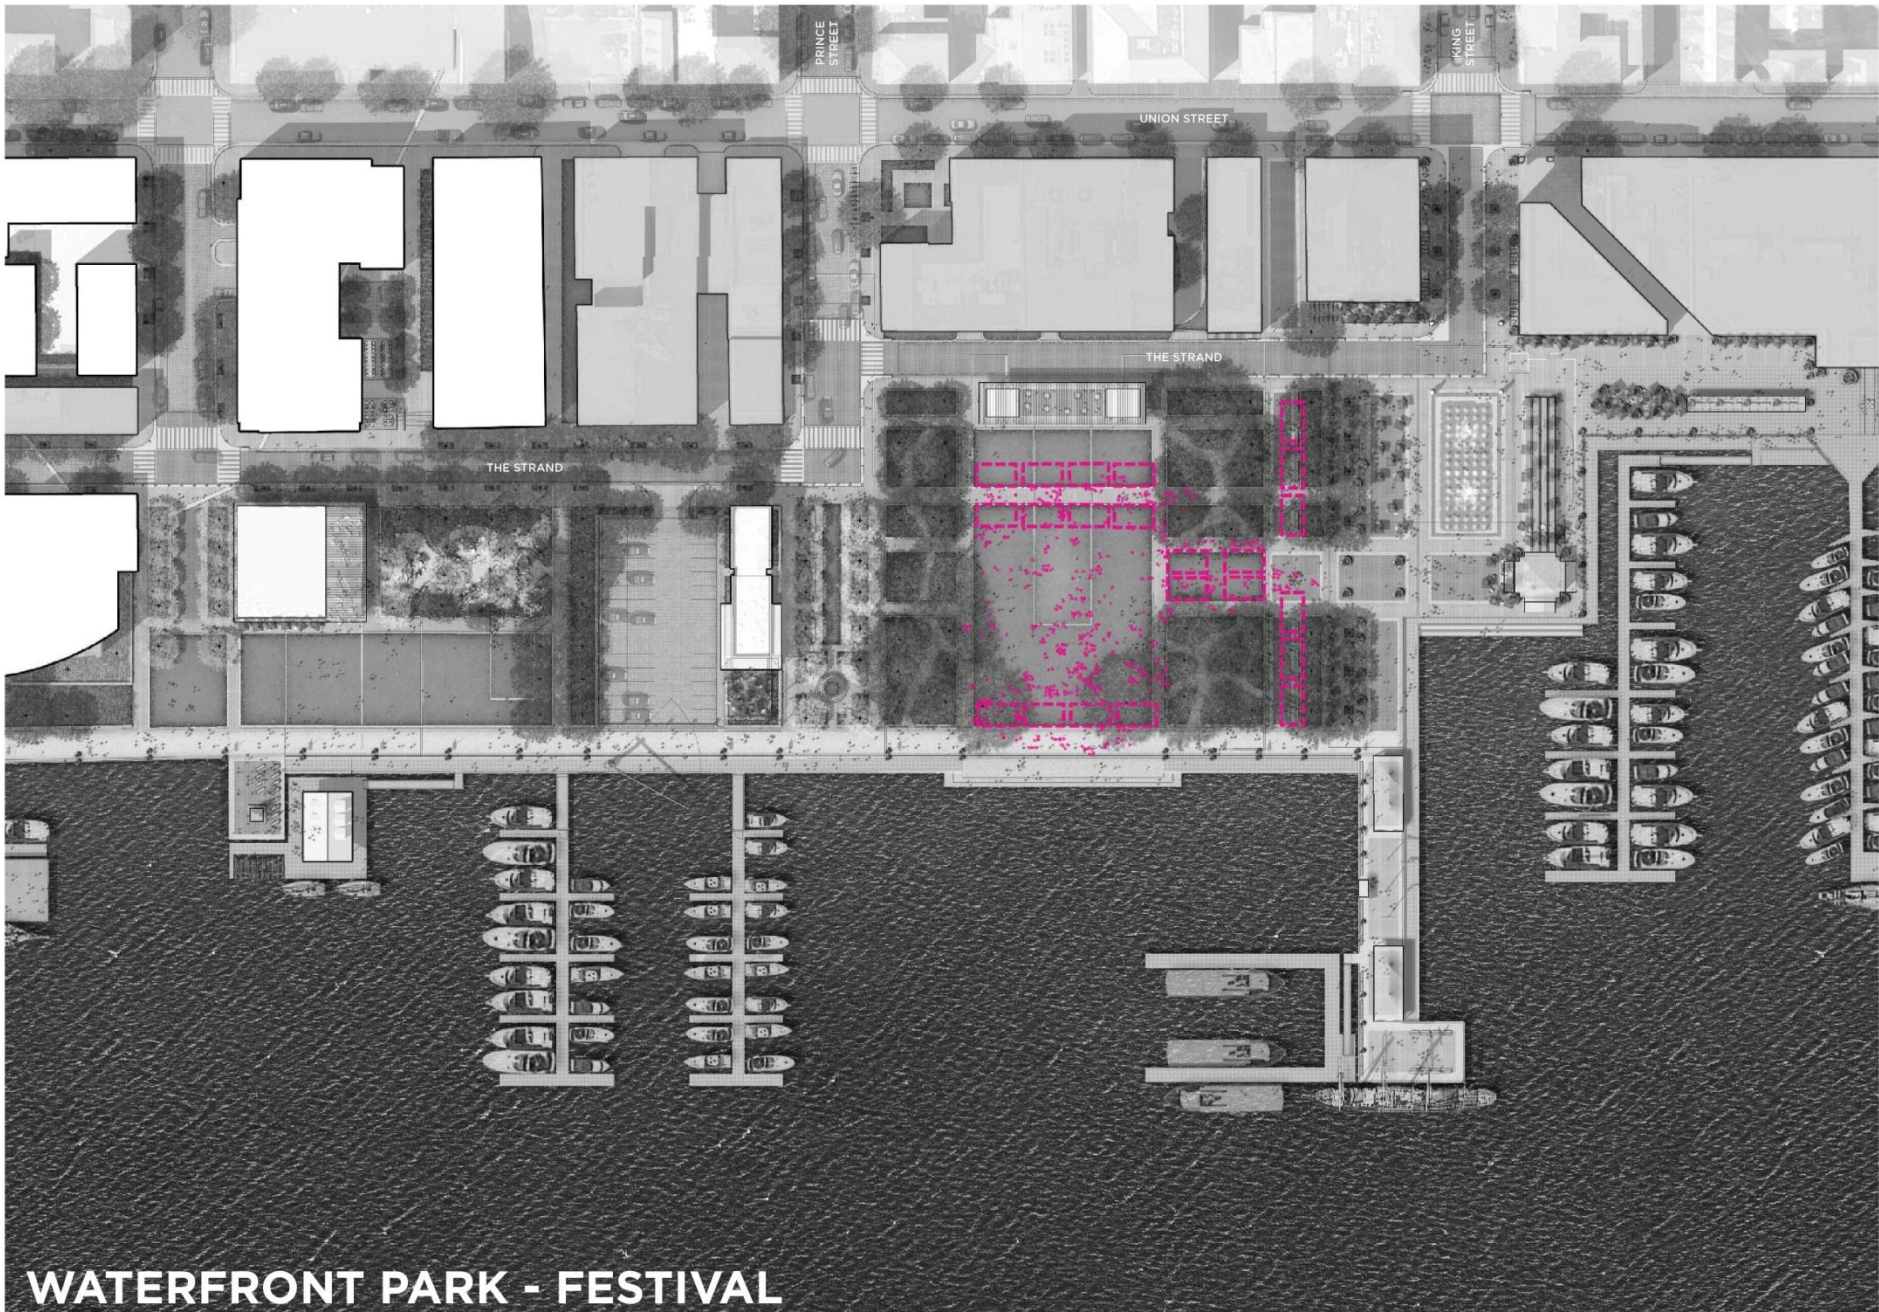 PRINCE
STREET
KING
STREET
UNION STREET
THE STRAND
THE STRAND
WATERFRONT PARK - FESTIVAL